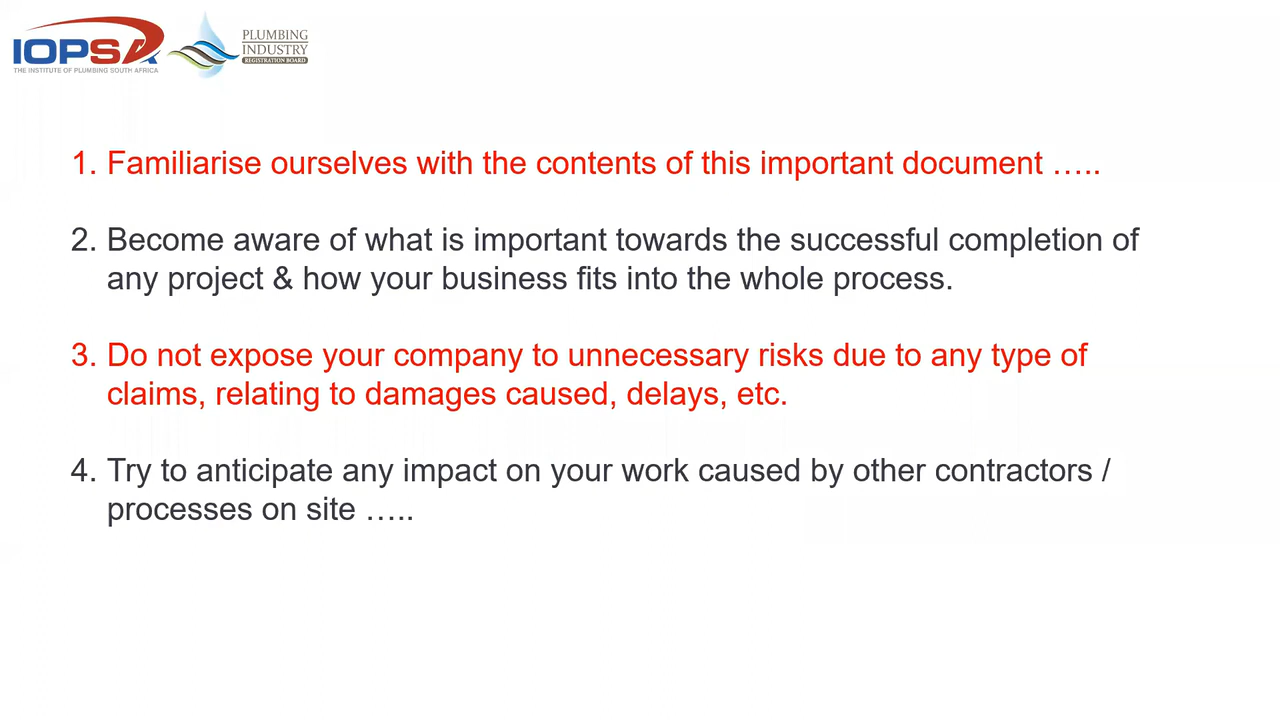 IOPSA
THE INSTITUTE OF PLUMBING SOUTH AFRICA
PLUMBING
INDUSTRY
REGISTRATION BOARD
1. Familiarise ourselves with the contents of this important document …..
2. Become aware of what is important towards the successful completion of
any project & how your business fits into the whole process.
3. Do not expose your company to unnecessary risks due to any type of
claims, relating to damages caused, delays, etc.
4. Try to anticipate any impact on your work caused by other contractors /
processes on site …..